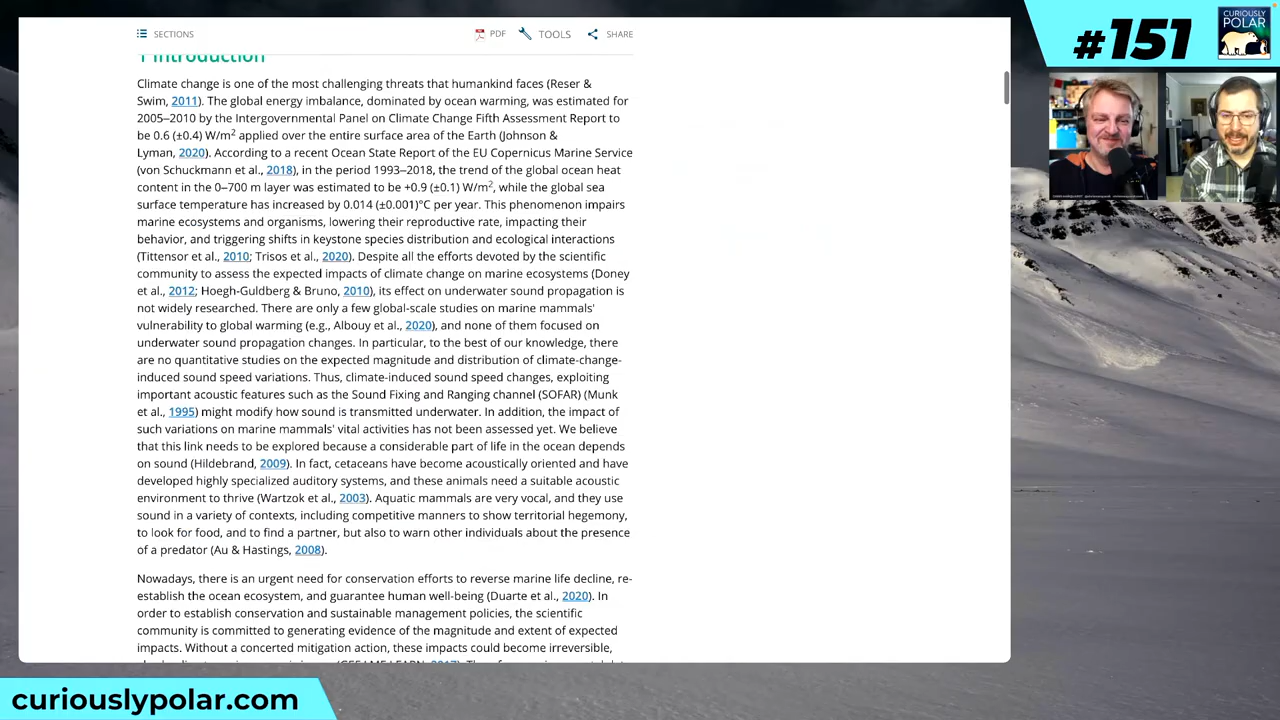 SECTIONS
PDF
TOOLS
SHARE
1 Introduction
Climate change is one of the most challenging threats that humankind faces (Reser &
Swim, 2011). The global energy imbalance, dominated by ocean warming, was estimated for
2005–2010 by the Intergovernmental Panel on Climate Change Fifth Assessment Report to
be 0.6 (±0.4) W/m² applied over the entire surface area of the Earth (Johnson &
Lyman, 2020). According to a recent Ocean State Report of the EU Copernicus Marine Service
(von Schuckmann et al., 2018), in the period 1993–2018, the trend of the global ocean heat
content in the 0–700 m layer was estimated to be +0.9 (±0.1) W/m², while the global sea
surface temperature has increased by 0.014 (±0.001)°C per year. This phenomenon impairs
marine ecosystems and organisms, lowering their reproductive rate, impacting their
behavior, and triggering shifts in keystone species distribution and ecological interactions
(Tittensor et al., 2010; Trisos et al., 2020). Despite all the efforts devoted by the scientific
community to assess the expected impacts of climate change on marine ecosystems (Doney
et al., 2012; Hoegh-Guldberg & Bruno, 2010), its effect on underwater sound propagation is
not widely researched. There are only a few global-scale studies on marine mammals'
vulnerability to global warming (e.g., Albouy et al., 2020), and none of them focused on
underwater sound propagation changes. In particular, to the best of our knowledge, there
are no quantitative studies on the expected magnitude and distribution of climate-change-
induced sound speed variations. Thus, climate-induced sound speed changes, exploiting
important acoustic features such as the Sound Fixing and Ranging channel (SOFAR) (Munk
et al., 1995) might modify how sound is transmitted underwater. In addition, the impact of
such variations on marine mammals' vital activities has not been assessed yet. We believe
that this link needs to be explored because a considerable part of life in the ocean depends
on sound (Hildebrand, 2009). In fact, cetaceans have become acoustically oriented and have
developed highly specialized auditory systems, and these animals need a suitable acoustic
environment to thrive (Wartzok et al., 2003). Aquatic mammals are very vocal, and they use
sound in a variety of contexts, including competitive manners to show territorial hegemony,
to look for food, and to find a partner, but also to warn other individuals about the presence
of a predator (Au & Hastings, 2008).
Nowadays, there is an urgent need for conservation efforts to reverse marine life decline, re-
establish the ocean ecosystem, and guarantee human well-being (Duarte et al., 2020). In
order to establish conservation and sustainable management policies, the scientific
community is committed to generating evidence of the magnitude and extent of expected
impacts. Without a concerted mitigation action, these impacts could become irreversible,
#151
CURIOUSLY
POLAR
curiouslypolar.com